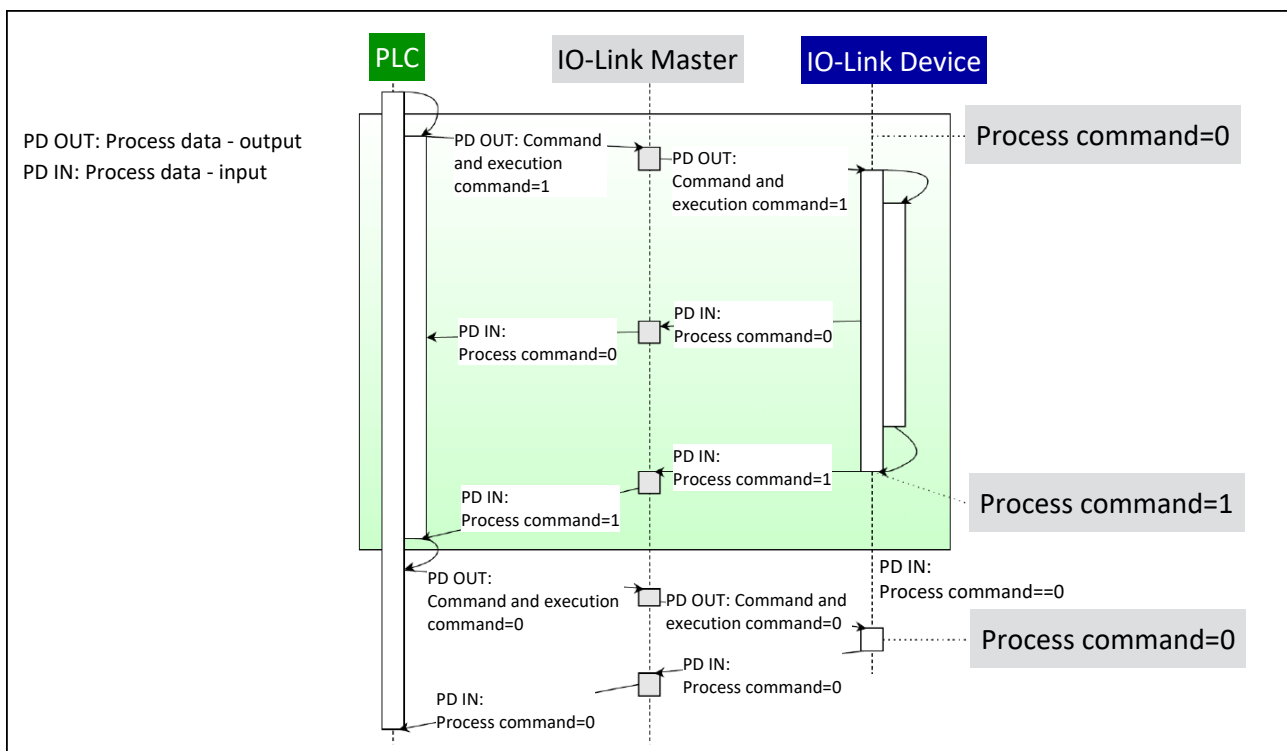 PLC
IO-Link Master
IO-Link Device
PD OUT: Process data - output
PD IN: Process data - input
Process command=0
PD OUT: Command
and execution
command=1
PD OUT:
Command and
execution command=1
PD IN:
Process command=0
PD IN:
Process command=0
PD IN:
Process command=1
PD IN:
Process command=1
Process command=1
PD IN:
Process command==0
PD OUT:
Command and execution
command=0
PD OUT: Command and
execution command=0
Process command=0
PD IN:
Process command=0
PD IN:
Process command=0